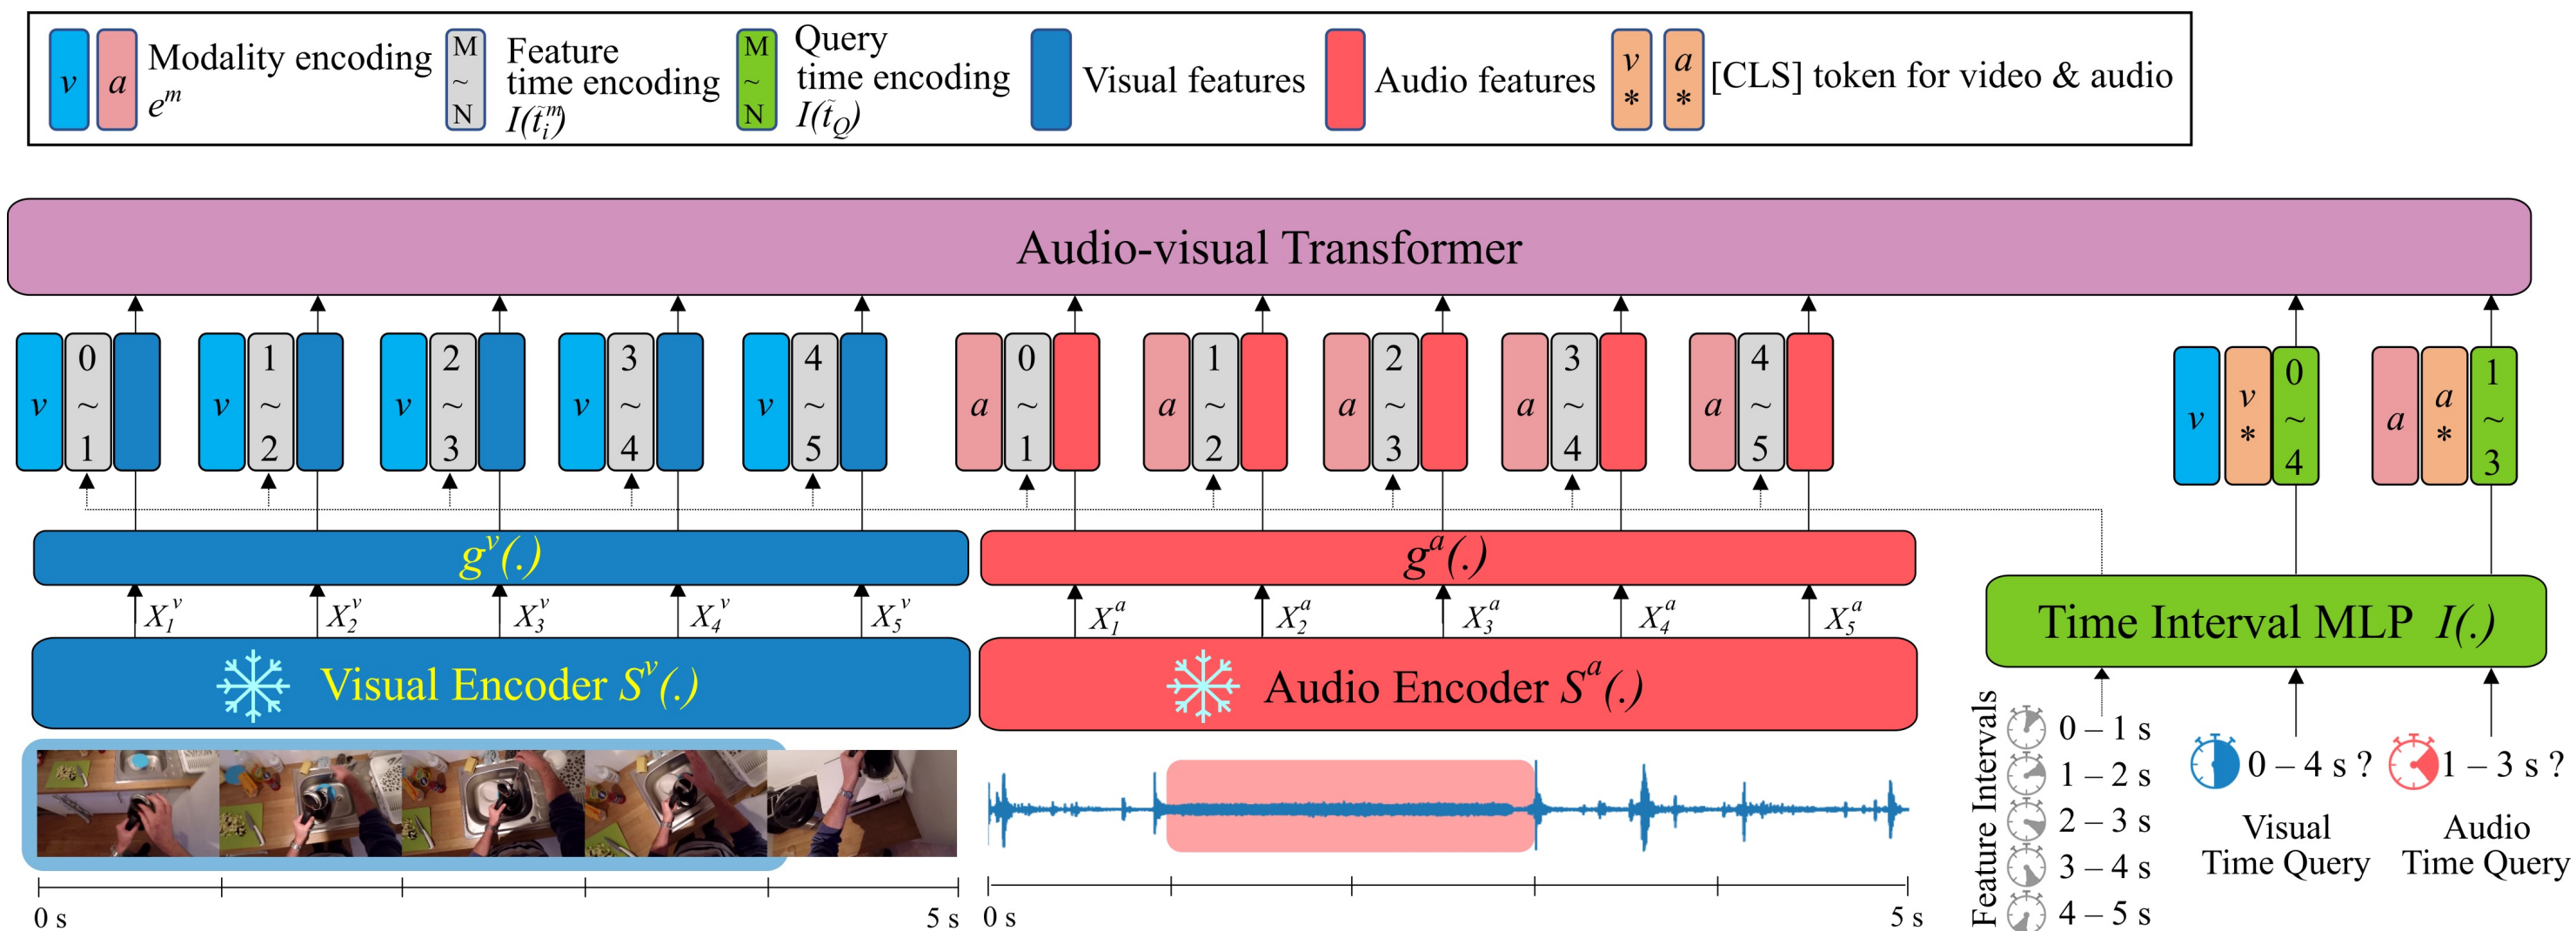 v a Modality encoding
e^m
M ~ N Feature
time encoding
I(t̃_i^m)
M ~ N Query
time encoding
I(t̃_Q)
Visual features
Audio features
v * a * [CLS] token for video & audio
Audio-visual Transformer
v 0 ~ 1
v 1 ~ 2
v 2 ~ 3
v 3 ~ 4
v 4 ~ 5
a 0 ~ 1
a 1 ~ 2
a 2 ~ 3
a 3 ~ 4
a 4 ~ 5
v v * 0 ~ 4
a a * 1 ~ 3
g^v(.)
g^a(.)
X_1^v X_2^v X_3^v X_4^v X_5^v
X_1^a X_2^a X_3^a X_4^a X_5^a
Visual Encoder S^v(.)
Audio Encoder S^a(.)
Time Interval MLP I(.)
Feature Intervals
0 – 1 s
1 – 2 s
2 – 3 s
3 – 4 s
4 – 5 s
0 – 4 s ?
Visual
Time Query
1 – 3 s ?
Audio
Time Query
0 s 5 s
0 s 5 s